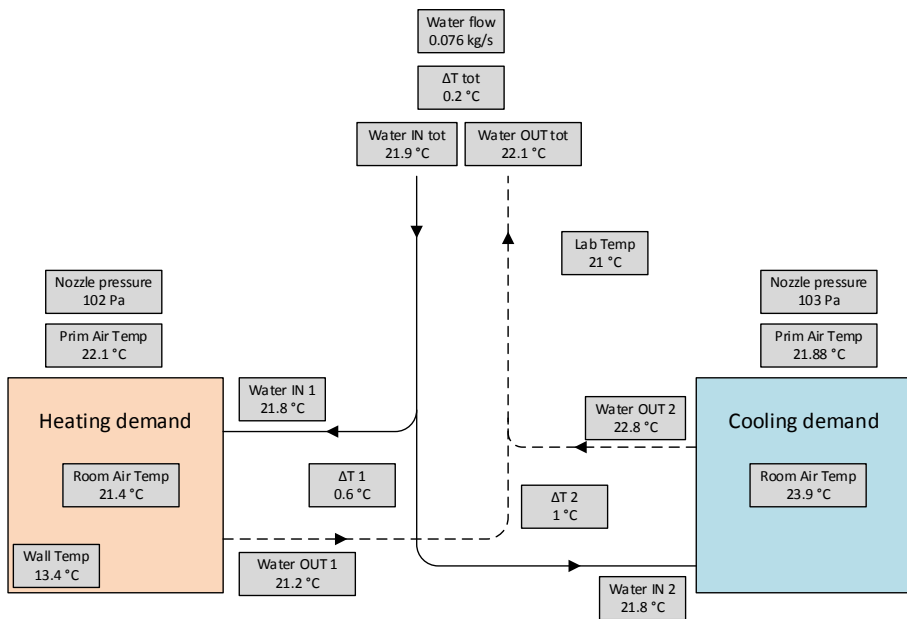 Water flow
0.076 kg/s
ΔT tot
0.2 °C
Water IN tot
21.9 °C
Water OUT tot
22.1 °C
Lab Temp
21 °C
Nozzle pressure
102 Pa
Prim Air Temp
22.1 °C
Nozzle pressure
103 Pa
Prim Air Temp
21.88 °C
Heating demand
Room Air Temp
21.4 °C
Wall Temp
13.4 °C
Water IN 1
21.8 °C
ΔT 1
0.6 °C
Water OUT 1
21.2 °C
Water OUT 2
22.8 °C
ΔT 2
1 °C
Water IN 2
21.8 °C
Cooling demand
Room Air Temp
23.9 °C